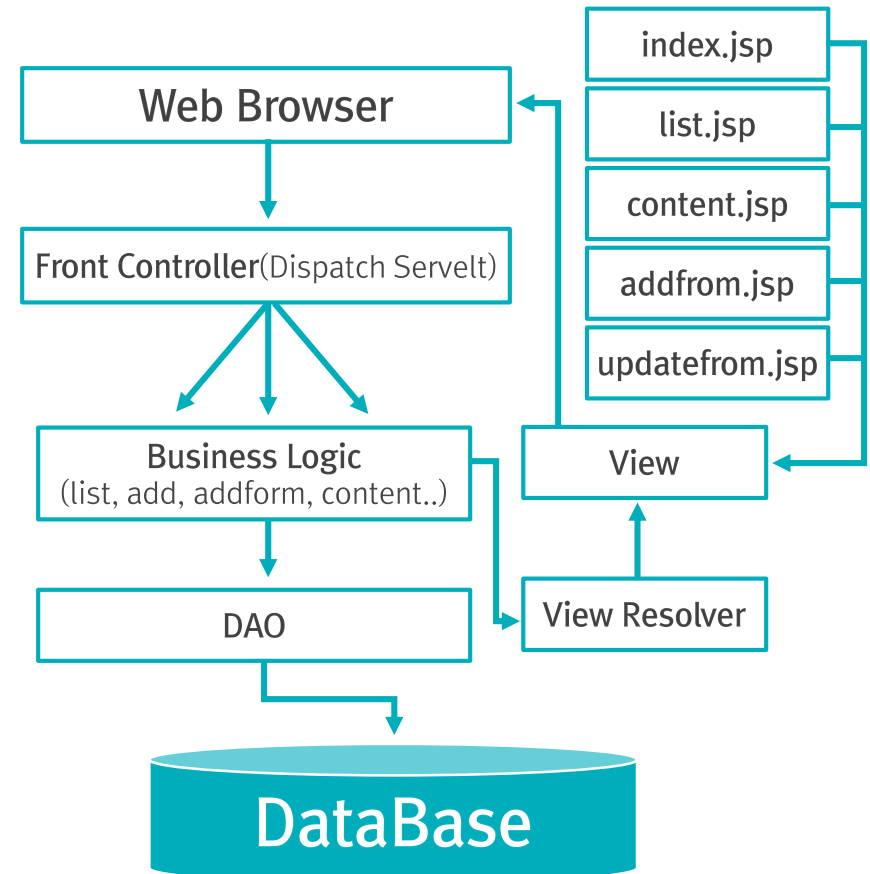 Web Browser
Front Controller(Dispatch Servelt)
Business Logic
(list, add, addform, content..)
DAO
DataBase
index.jsp
list.jsp
content.jsp
addfrom.jsp
updatefrom.jsp
View
View Resolver